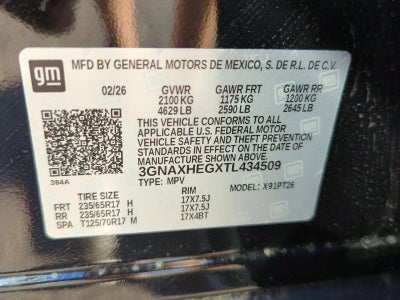 gm
MFD BY GENERAL MOTORS DE MEXICO, S. DE R.L. DE C.V.
02/26 GVWR GAWR FRT GAWR RR
2100 KG 1175 KG 1200 KG
4629 LB 2590 LB 2645 LB
THIS VEHICLE CONFORMS TO ALL APPLICABLE
U.S. FEDERAL MOTOR VEHICLE SAFETY, BUMPER,
AND THEFT PREVENTION STANDARDS IN
EFFECT ON THE DATE OF MANUFACTURE
SHOWN ABOVE.
3GNAXHEGXTL434509
TYPE: MPV MODEL: X91PT26
3B4A
TIRE SIZE RIM
FRT 235/65R17 H 17X7.5J
RR 235/65R17 H 17X7.5J
SPA T125/70R17 M 17X4BT